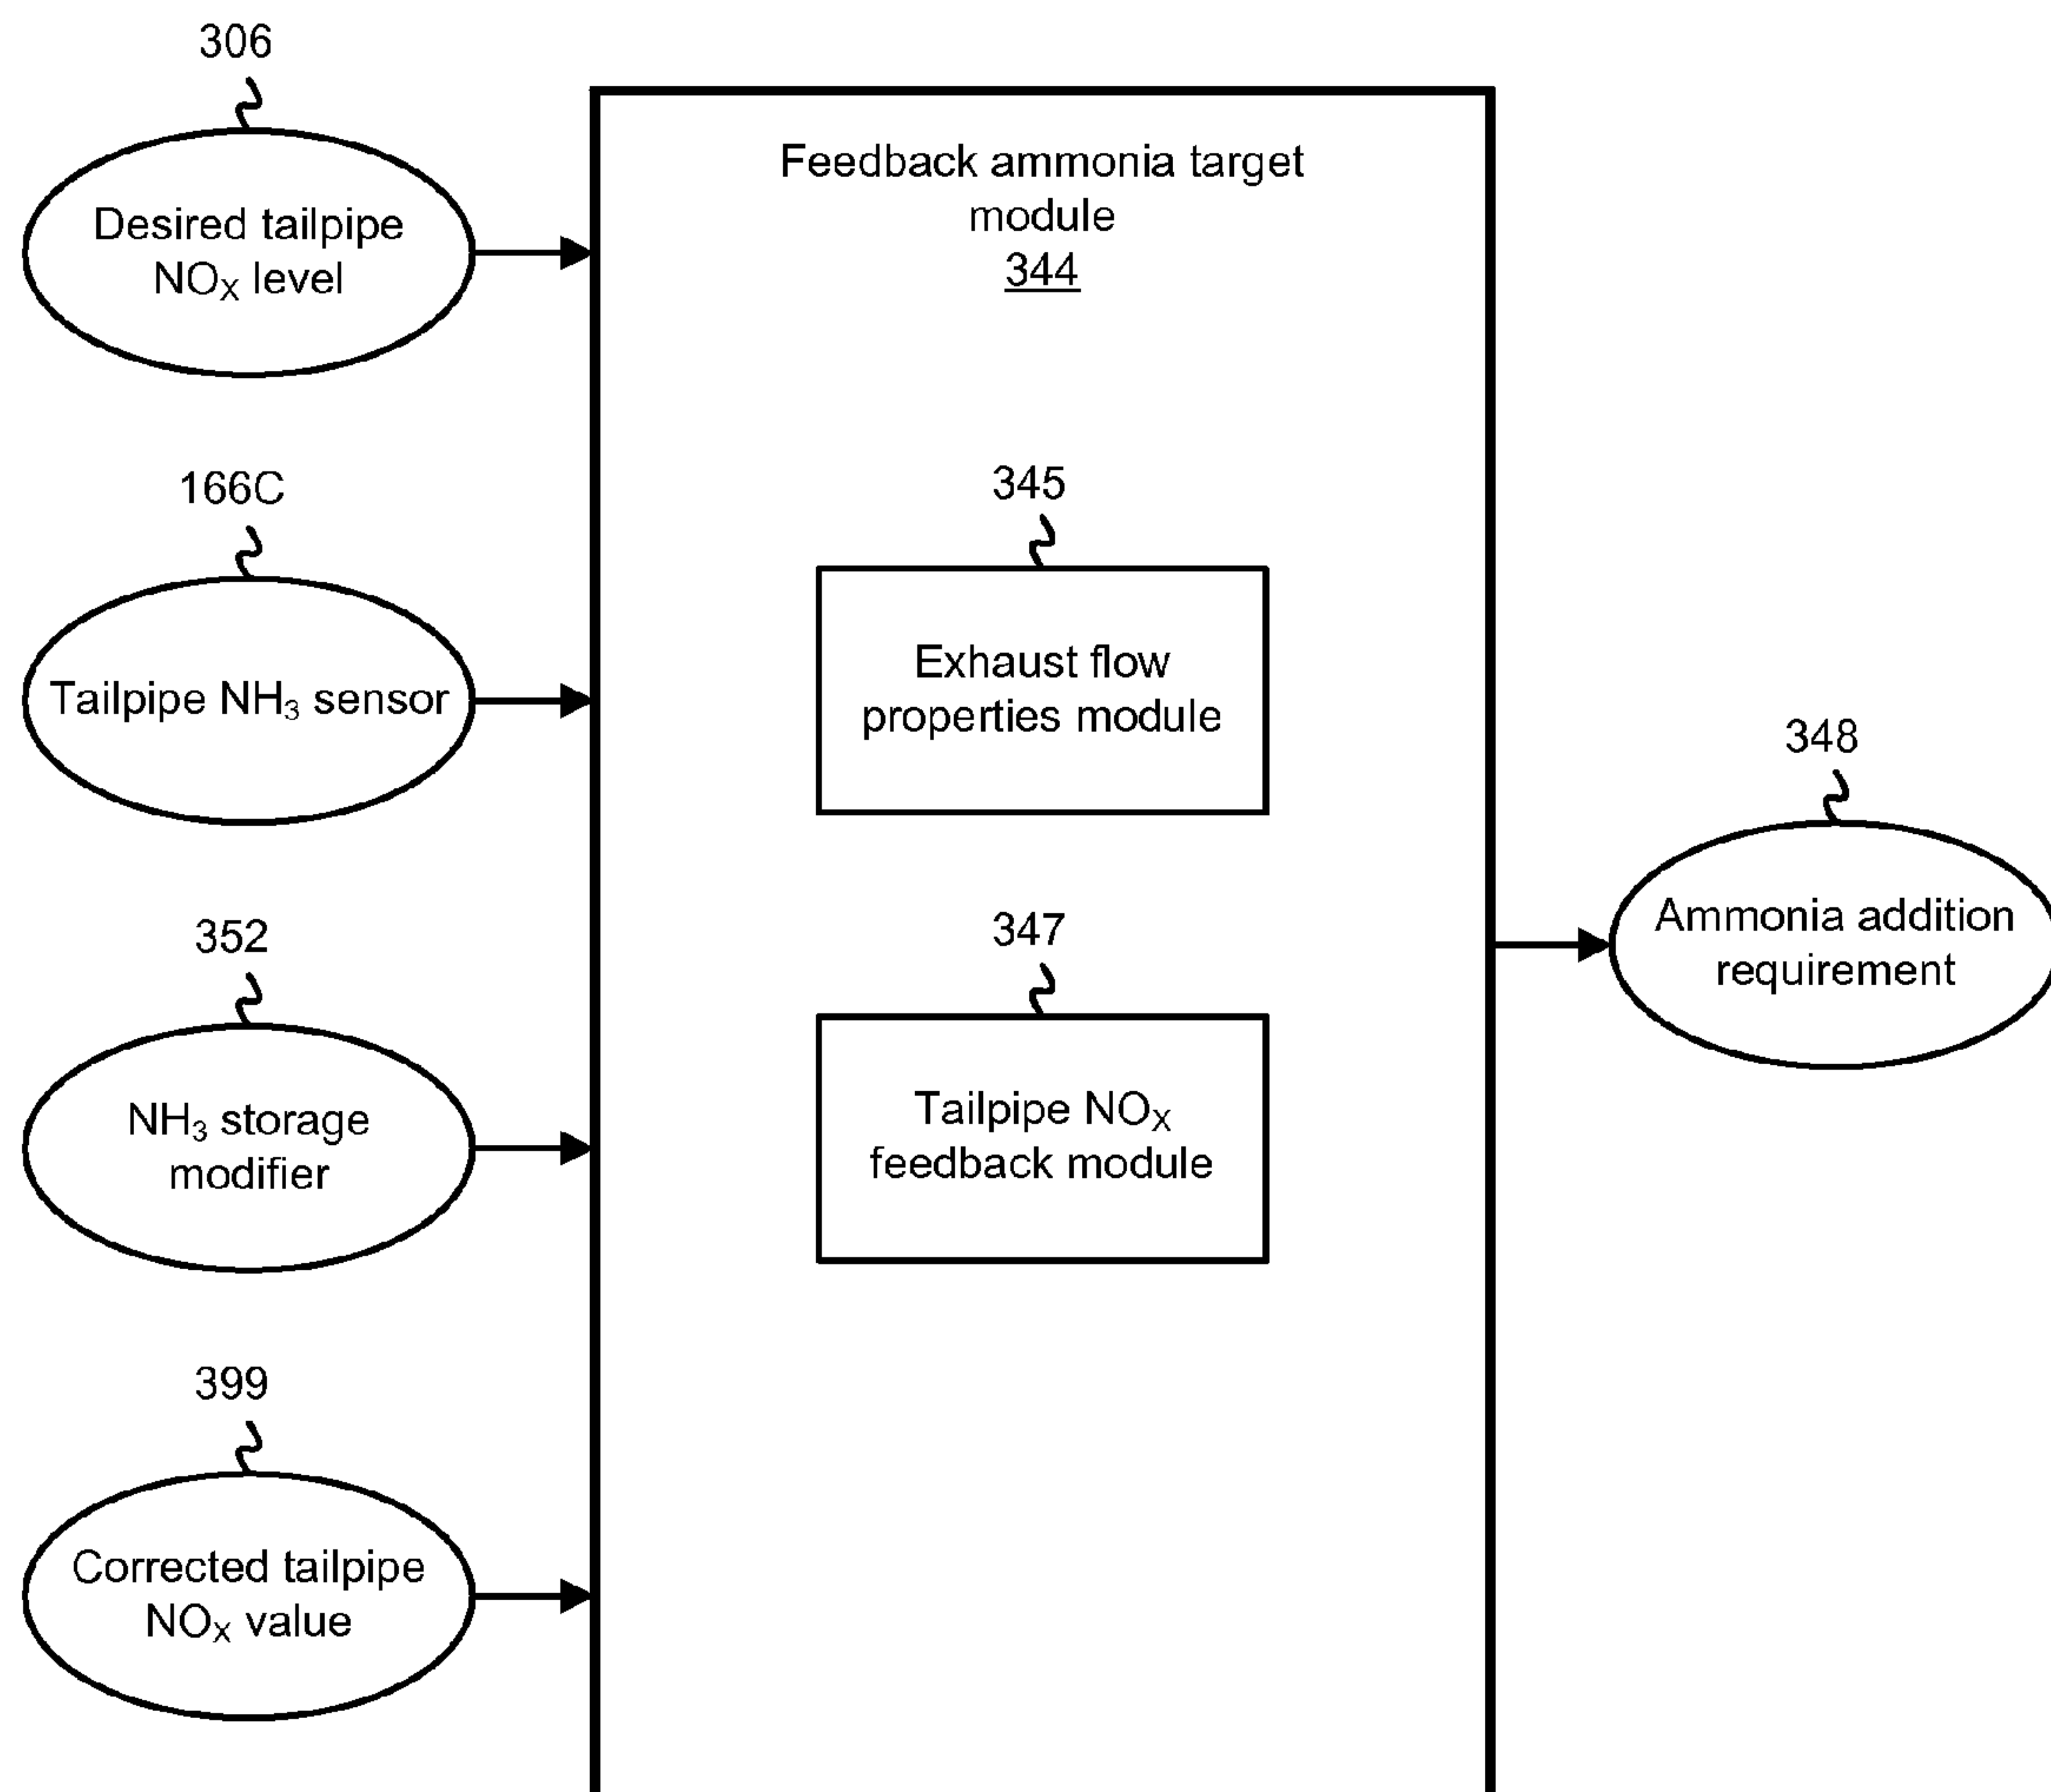 306
Desired tailpipe
NOX level
166C
Tailpipe NH3 sensor
352
NH3 storage
modifier
399
Corrected tailpipe
NOX value
Feedback ammonia target
module
344
345
Exhaust flow
properties module
347
Tailpipe NOX
feedback module
348
Ammonia addition
requirement